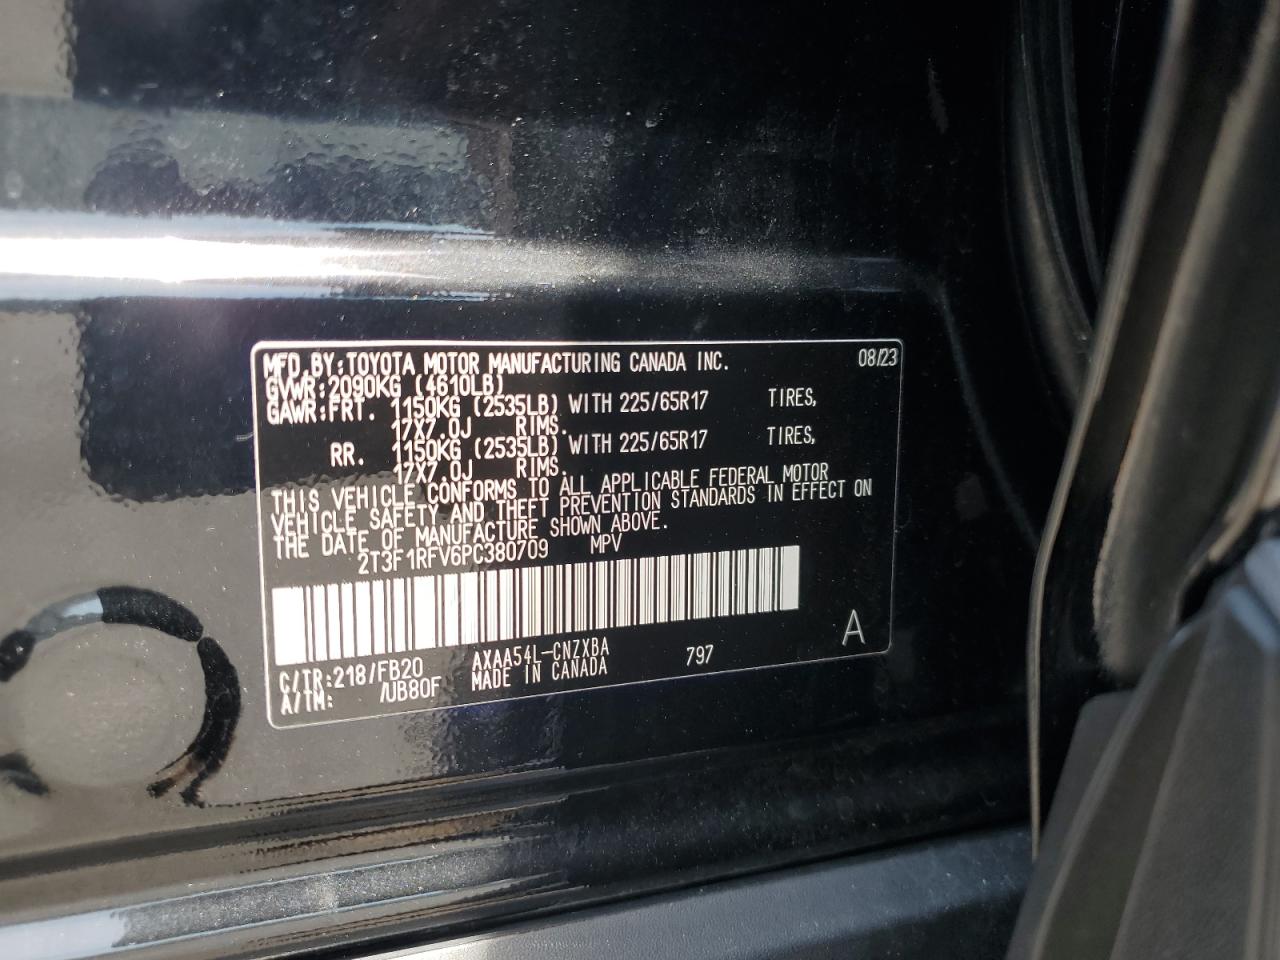 MFD.BY:TOYOTA MOTOR MANUFACTURING CANADA INC. 08/23
GVWR:2090KG (4610LB)
GAWR:FRT. 1150KG (2535LB) WITH 225/65R17 TIRES,
17X7.0J RIMS.
RR. 1150KG (2535LB) WITH 225/65R17 TIRES,
17X7.0J RIMS.
THIS VEHICLE CONFORMS TO ALL APPLICABLE FEDERAL MOTOR
VEHICLE SAFETY AND THEFT PREVENTION STANDARDS IN EFFECT ON
THE DATE OF MANUFACTURE SHOWN ABOVE.
2T3F1RFV6PC380709 MPV
A
C/TR:218/FB20 AXAA54L-CNZXBA 797
A/TM: /UB80F MADE IN CANADA